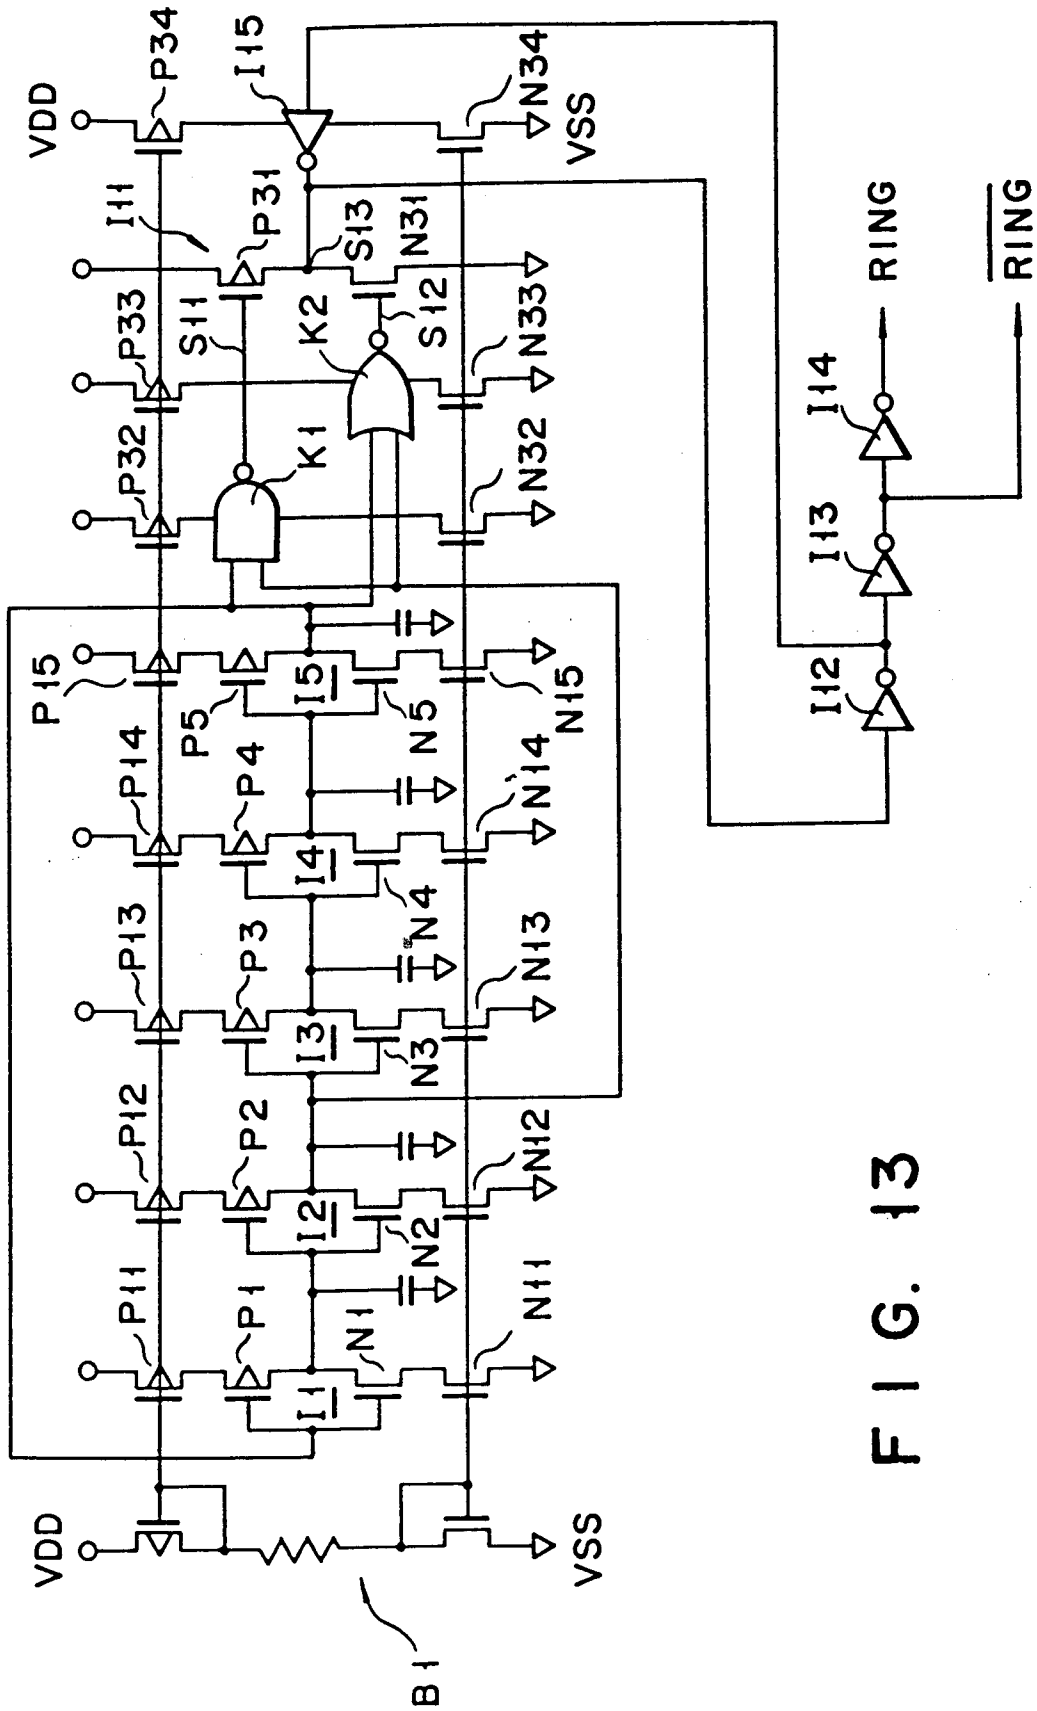 VDD
VDD
P11
P12
P13
P14
P15
P32
P33
P34
I11
I15
P1
P2
P3
P4
P5
S11
P31
K1
K2
S13
I1
I2
I3
I4
I5
N1
N2
N3
N4
N5
S12
N31
N11
N12
N13
N14
N15
N32
N33
N34
VSS
VSS
B1
I12
I13
I14
RING
RING
FIG. 13